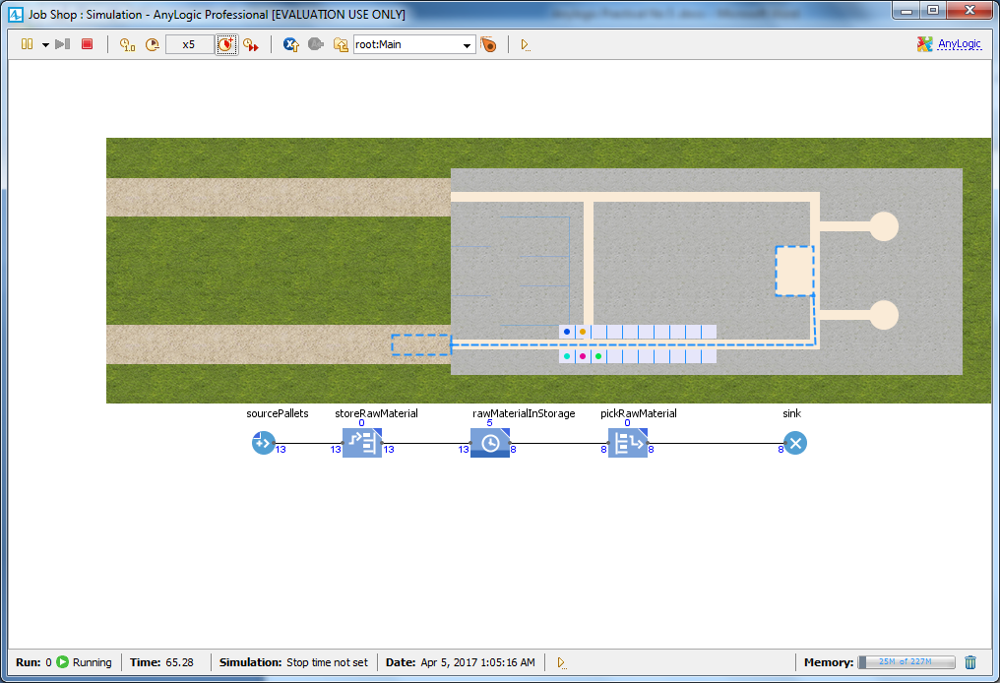 Job Shop : Simulation - AnyLogic Professional [EVALUATION USE ONLY]
1.0 x5 root:Main AnyLogic
sourcePallets storeRawMaterial rawMaterialInStorage pickRawMaterial sink
0 5 0
13 13 13 13 8 8 8 8
Run: 0 Running Time: 65.28 Simulation: Stop time not set Date: Apr 5, 2017 1:05:16 AM Memory: 25M of 227M